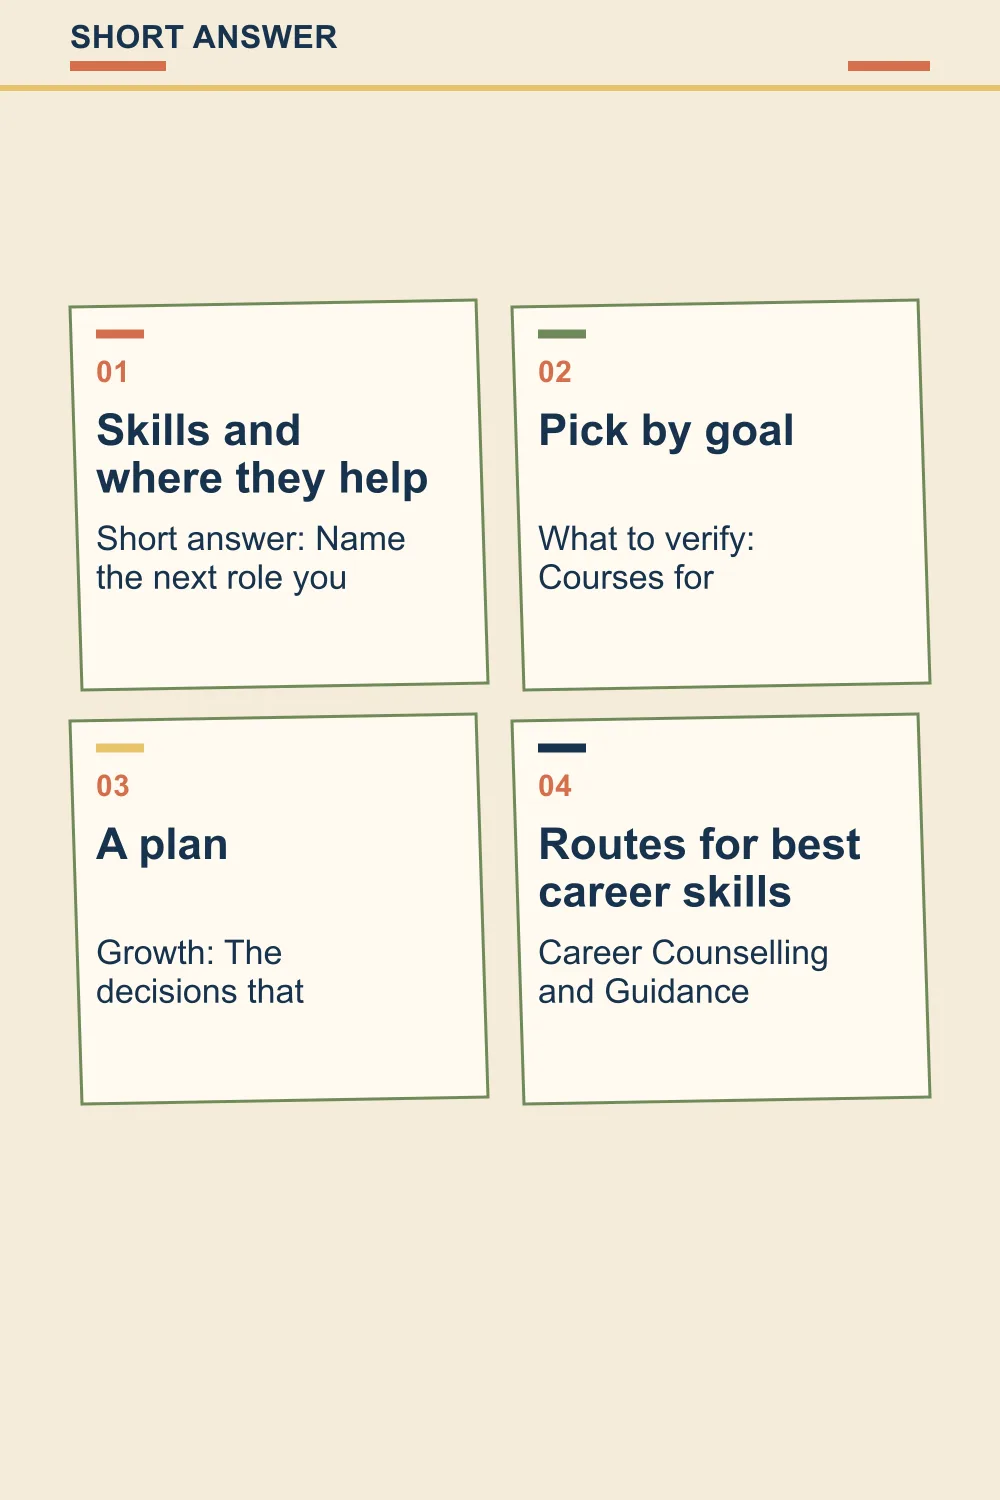 SHORT ANSWER
01
Skills and
where they help
Short answer: Name
the next role you
02
Pick by goal
What to verify:
Courses for
03
A plan
Growth: The
decisions that
04
Routes for best
career skills
Career Counselling
and Guidance